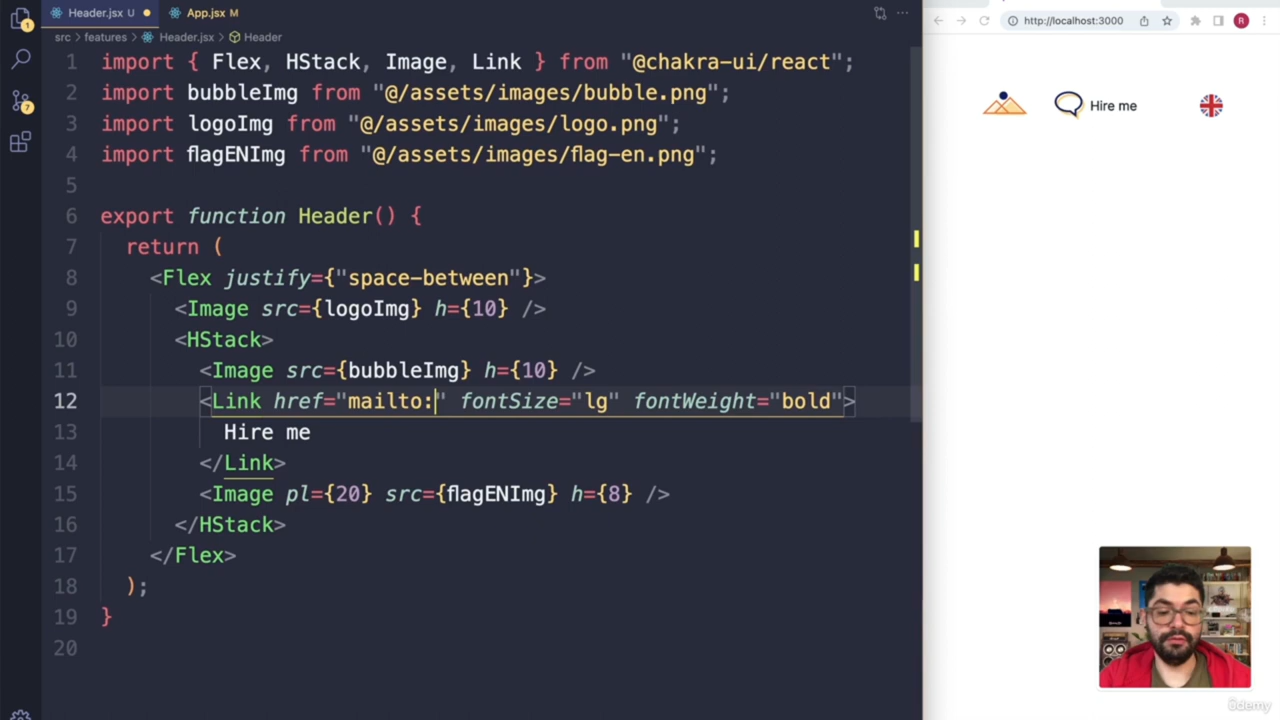 Header.jsx U
App.jsx M
http://localhost:3000
R
src › features › Header.jsx › Header
1 import { Flex, HStack, Image, Link } from "@chakra-ui/react";
2 import bubbleImg from "@/assets/images/bubble.png";
3 import logoImg from "@/assets/images/logo.png";
4 import flagENImg from "@/assets/images/flag-en.png";
5
6 export function Header() {
7 return (
8 <Flex justify={"space-between"}>
9 <Image src={logoImg} h={10} />
10 <HStack>
11 <Image src={bubbleImg} h={10} />
12 <Link href="mailto:" fontSize="lg" fontWeight="bold">
13 Hire me
14 </Link>
15 <Image pl={20} src={flagENImg} h={8} />
16 </HStack>
17 </Flex>
18 );
19 }
20
1
7
Hire me
ûdemy